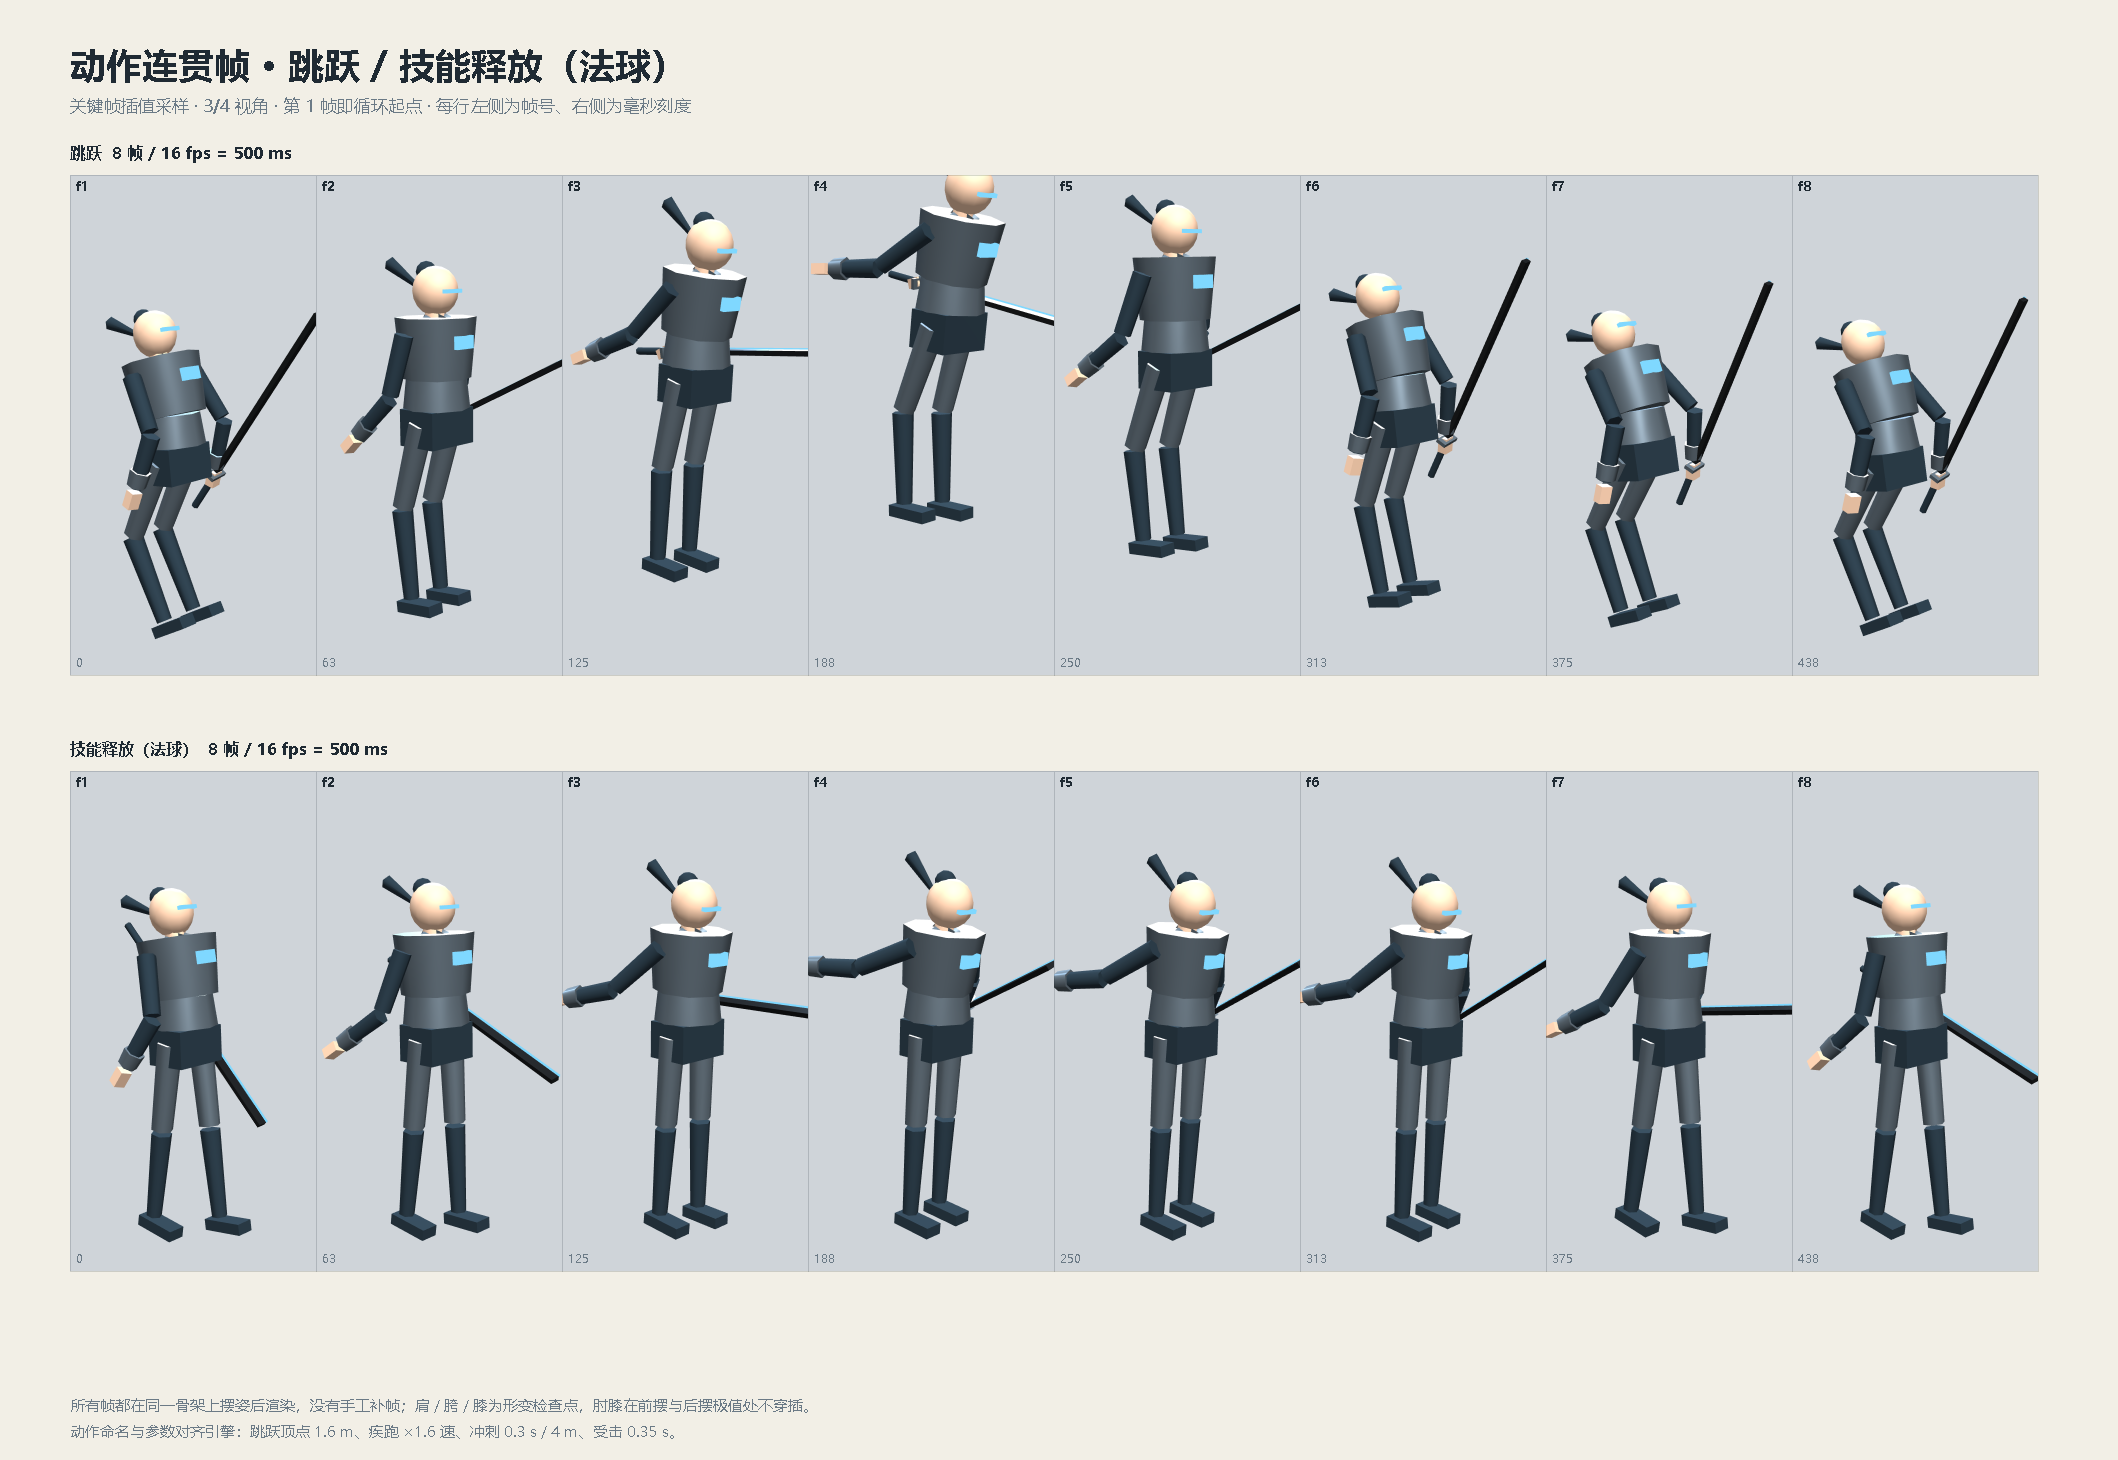 动作连贯帧 · 跳跃 / 技能释放（法球）
关键帧插值采样 · 3/4 视角 · 第 1 帧即循环起点 · 每行左侧为帧号、右侧为毫秒刻度
跳跃 8 帧 / 16 fps = 500 ms
f1 f2 f3 f4 f5 f6 f7 f8
0 63 125 188 250 313 375 438
技能释放（法球） 8 帧 / 16 fps = 500 ms
f1 f2 f3 f4 f5 f6 f7 f8
0 63 125 188 250 313 375 438
所有帧都在同一骨架上摆姿后渲染，没有手工补帧；肩 / 胯 / 膝为形变检查点，肘膝在前摆与后摆极值处不穿插。
动作命名与参数对齐引擎：跳跃顶点 1.6 m、疾跑 ×1.6 速、冲刺 0.3 s / 4 m、受击 0.35 s。